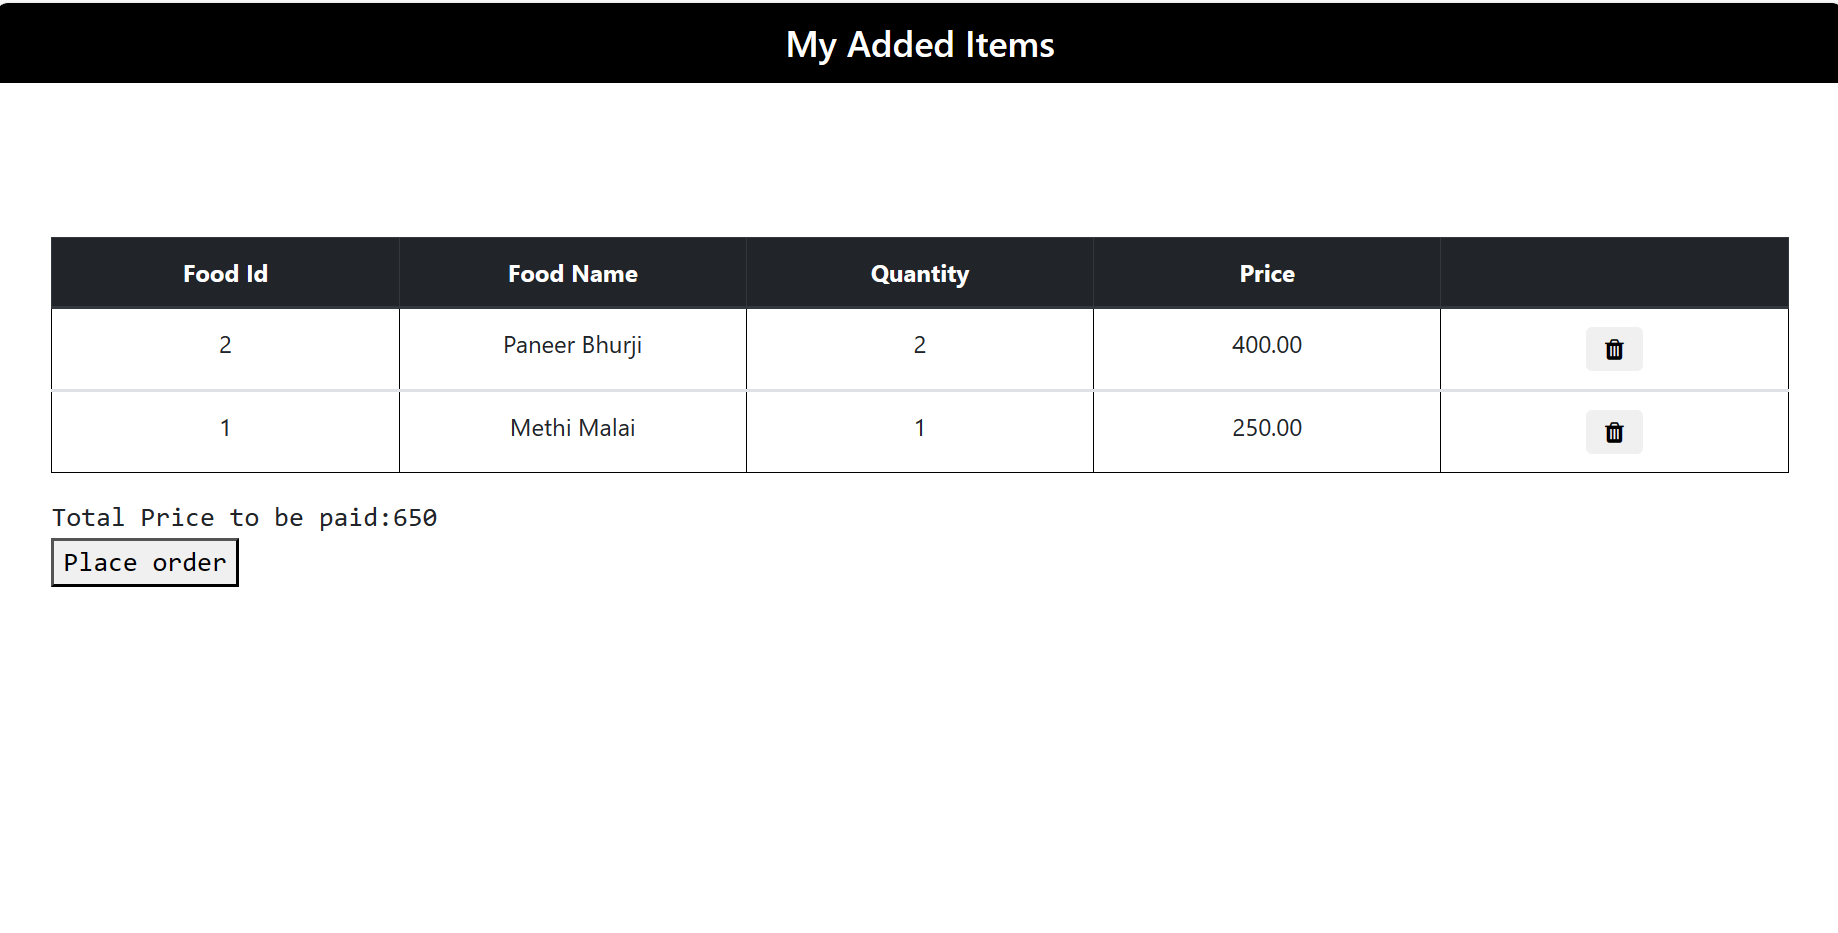 My Added Items
Food Id Food Name Quantity Price
2 Paneer Bhurji 2 400.00
1 Methi Malai 1 250.00
Total Price to be paid:650
Place order